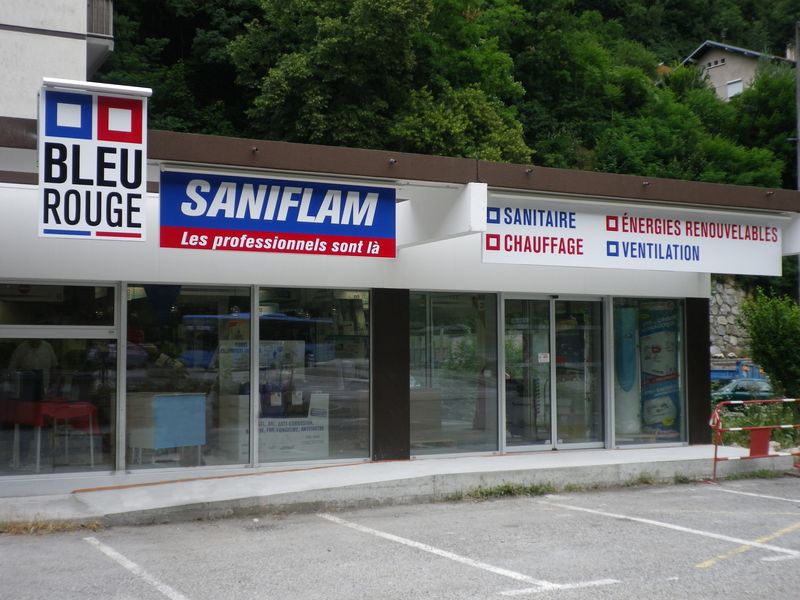 BLEU
ROUGE
SANIFLAM
Les professionnels sont là
SANITAIRE
CHAUFFAGE
ÉNERGIES RENOUVELABLES
VENTILATION